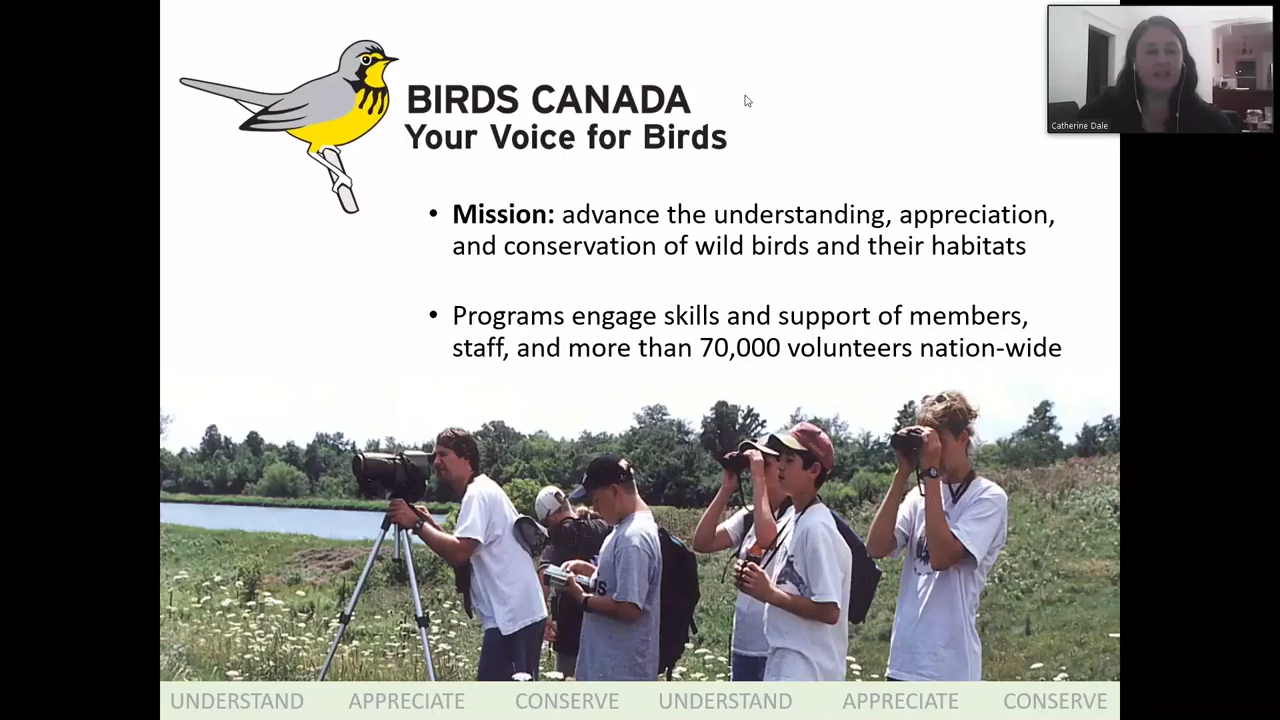 BIRDS CANADA
Your Voice for Birds
Catherine Dale
• Mission: advance the understanding, appreciation,
and conservation of wild birds and their habitats
• Programs engage skills and support of members,
staff, and more than 70,000 volunteers nation-wide
UNDERSTAND APPRECIATE CONSERVE UNDERSTAND APPRECIATE CONSERVE